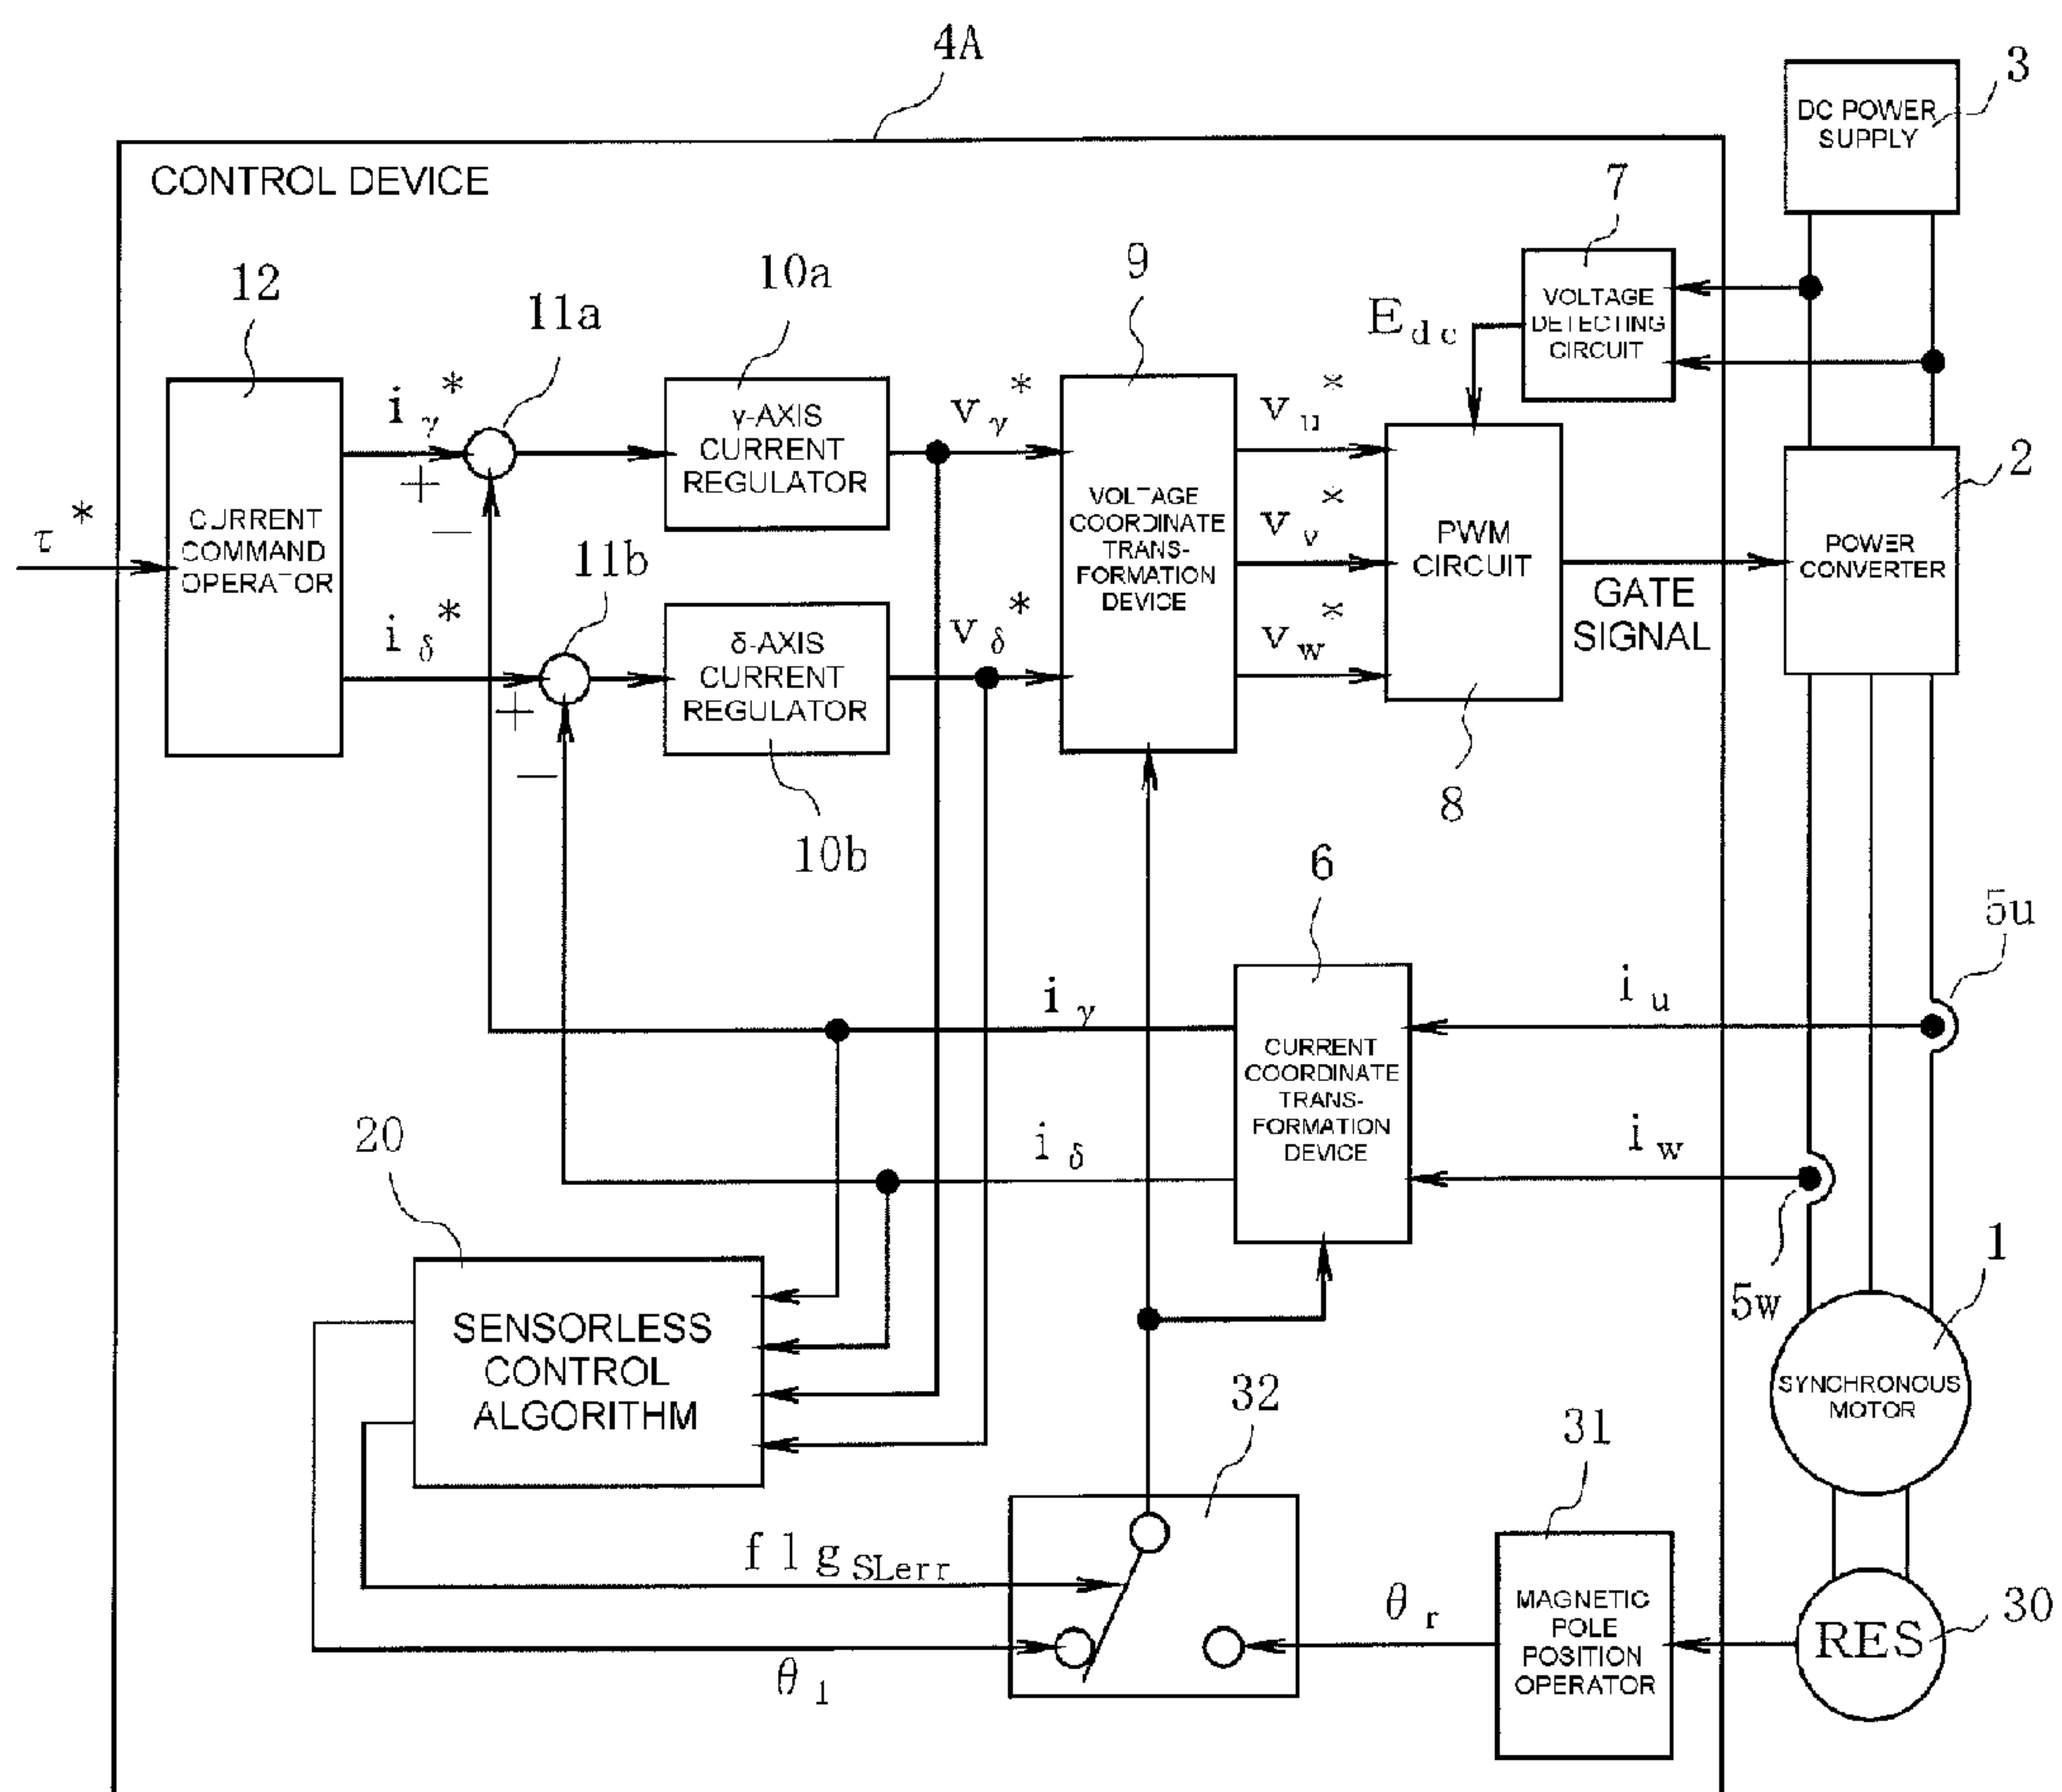 4A
3
DC POWER
SUPPLY
CONTROL DEVICE
7
VOLTAGE
DETECTING
CIRCUIT
E dc
12
11a
10a
9
i γ *
γ-AXIS
CURRENT
REGULATOR
v γ *
v u *
+
−
τ *
CURRENT
COMMAND
OPERATOR
VOLTAGE
COORDINATE
TRANS-
FORMATION
DEVICE
v v *
PWM
CIRCUIT
2
POWER
CONVERTER
GATE
SIGNAL
11b
i δ *
+
−
δ-AXIS
CURRENT
REGULATOR
v δ *
v w *
10b
8
6
5u
i γ
i u
CURRENT
COORDINATE
TRANS-
FORMATION
DEVICE
i δ
i w
20
5w
1
SENSORLESS
CONTROL
ALGORITHM
SYNCHRONOUS
MOTOR
32
31
flg SLerr
θ 1
θ r
MAGNETIC
POLE
POSITION
OPERATOR
RES
30